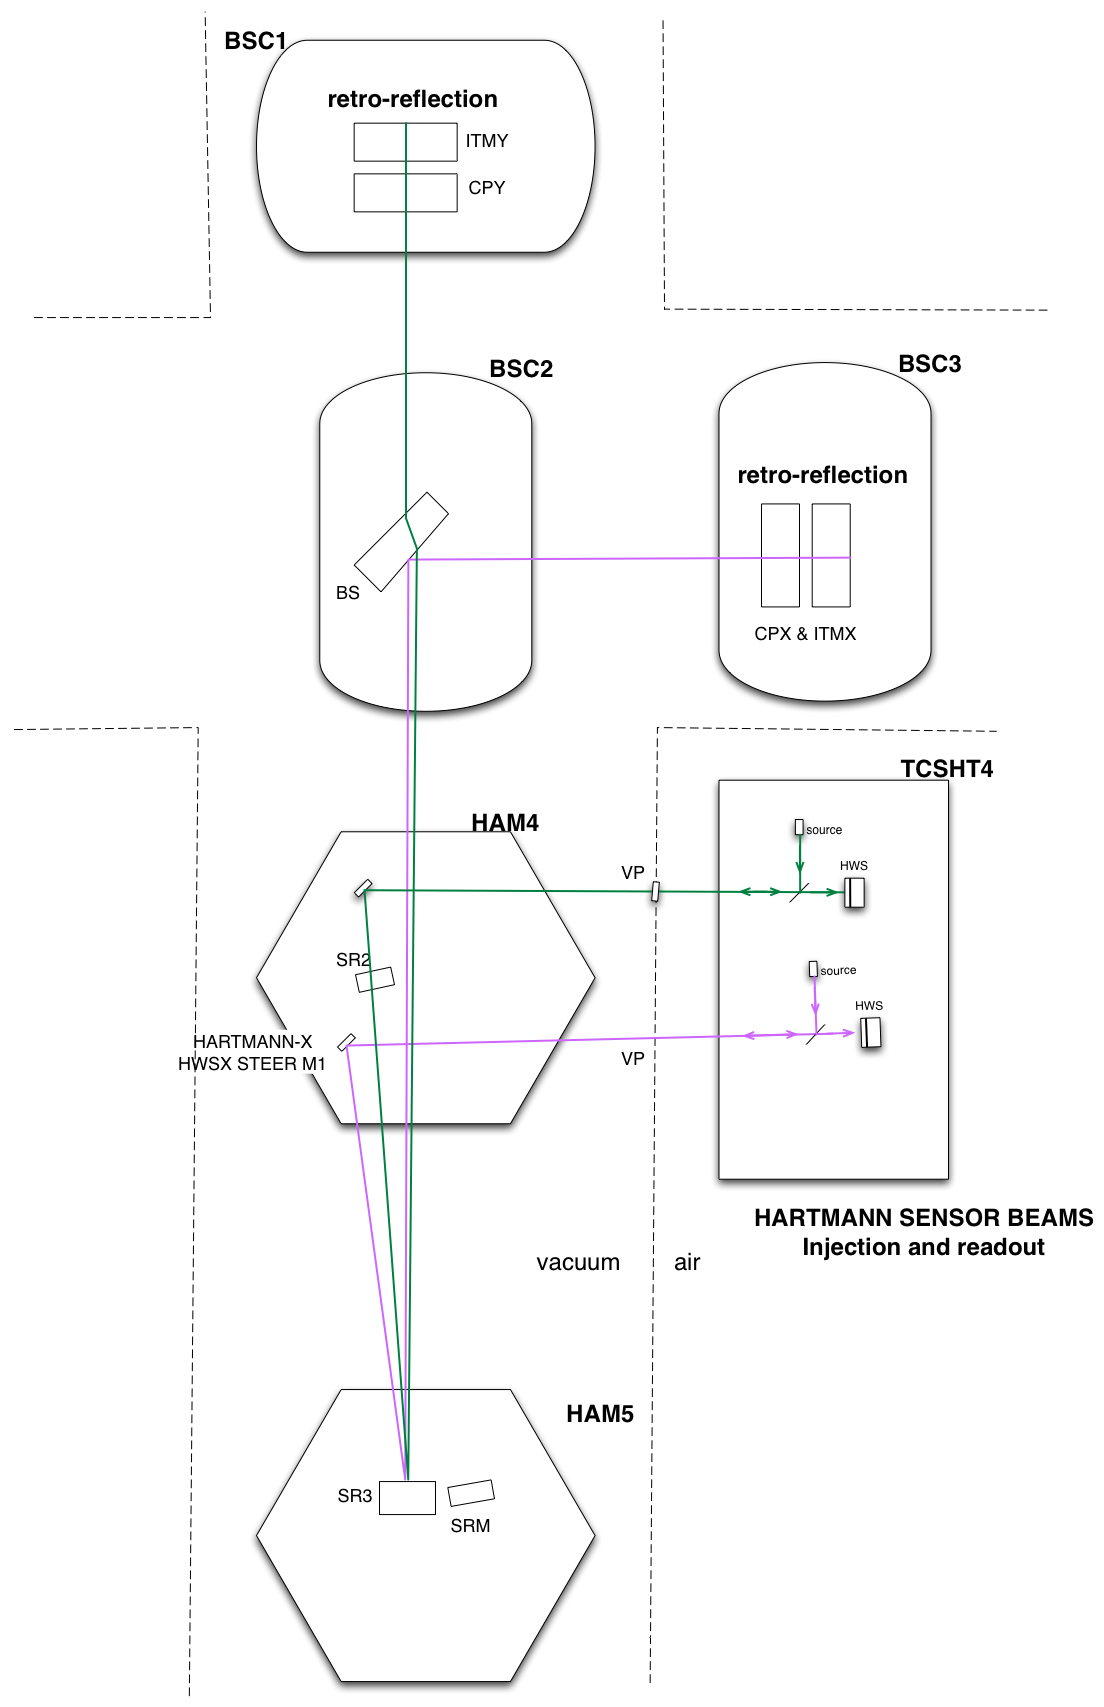 BSC1
retro-reflection
ITMY
CPY
BSC2
BSC3
retro-reflection
BS
CPX & ITMX
TCSHT4
HAM4
source
VP
HWS
SR2
source
HWS
HARTMANN-X
HWSX STEER M1
VP
HARTMANN SENSOR BEAMS
Injection and readout
vacuum
air
HAM5
SR3
SRM